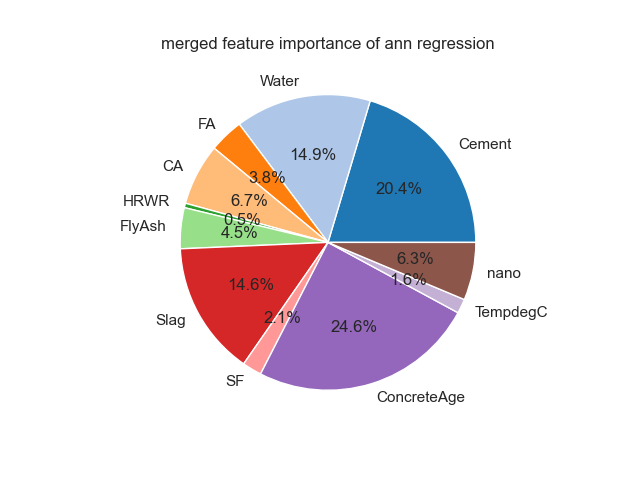 merged feature importance of ann regression
Water
FA
Cement
CA
14.9%
3.8%
20.4%
HRWR
6.7%
0.5%
FlyAsh
4.5%
6.3%
nano
1.6%
14.6%
TempdegC
2.1%
24.6%
Slag
SF
ConcreteAge